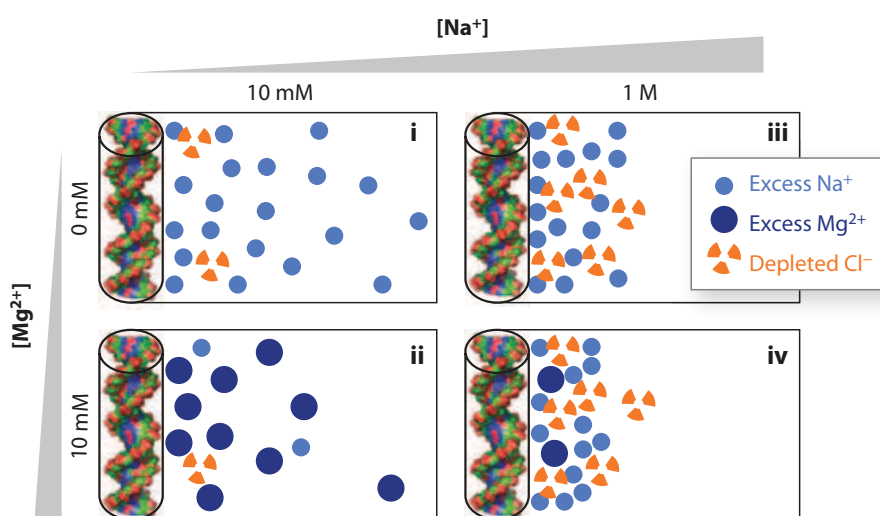 [Na⁺]
10 mM
1 M
i
iii
0 mM
Excess Na⁺
Excess Mg²⁺
Depleted Cl⁻
[Mg²⁺]
ii
iv
10 mM